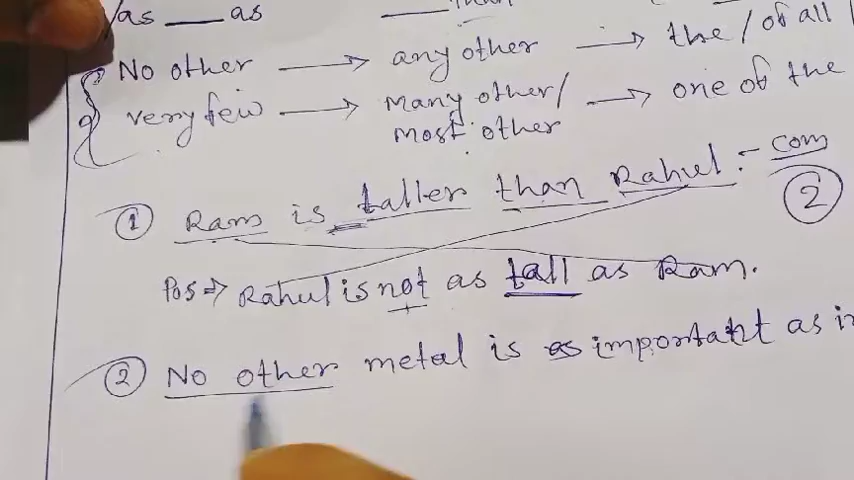 as ___ as ___ than
No other → any other → the / of all
very few → Many other/ → one of the
most other
① Ram is taller than Rahul :- com ②
Pos ⇒ Rahul is not as tall as Ram.
② No other metal is as important as